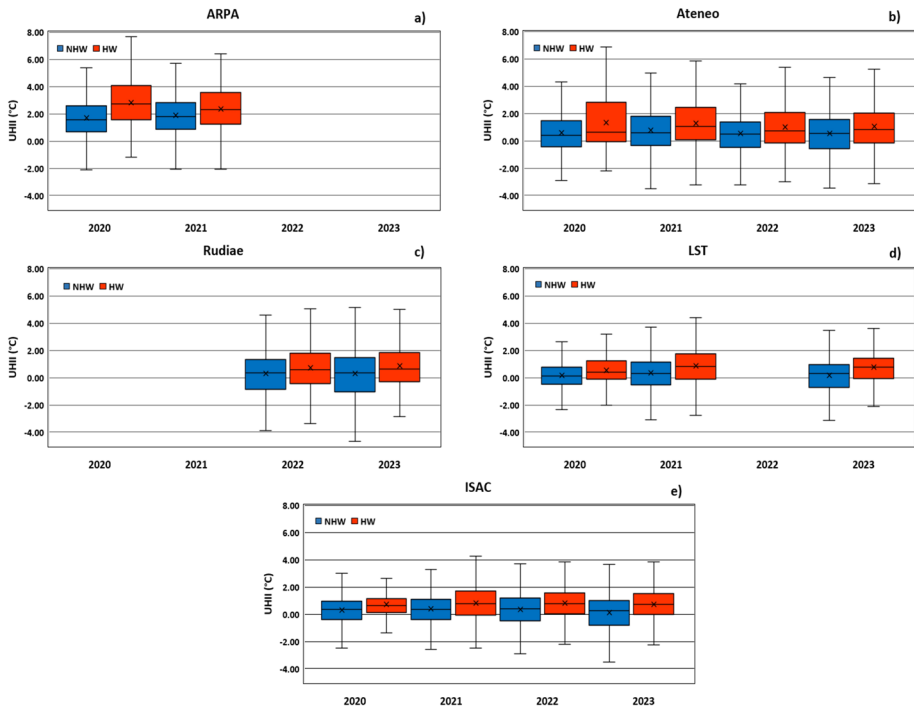 ARPA
a)
UHII (°C)
8.00
6.00
4.00
2.00
0.00
-2.00
-4.00
NHW HW
2020 2021 2022 2023
Ateneo
b)
UHII (°C)
8.00
6.00
4.00
2.00
0.00
-2.00
-4.00
NHW HW
2020 2021 2022 2023
Rudiae
c)
UHII (°C)
8.00
6.00
4.00
2.00
0.00
-2.00
-4.00
NHW HW
2020 2021 2022 2023
LST
d)
UHII (°C)
8.00
6.00
4.00
2.00
0.00
-2.00
-4.00
NHW HW
2020 2021 2022 2023
ISAC
e)
UHII (°C)
8.00
6.00
4.00
2.00
0.00
-2.00
-4.00
NHW HW
2020 2021 2022 2023